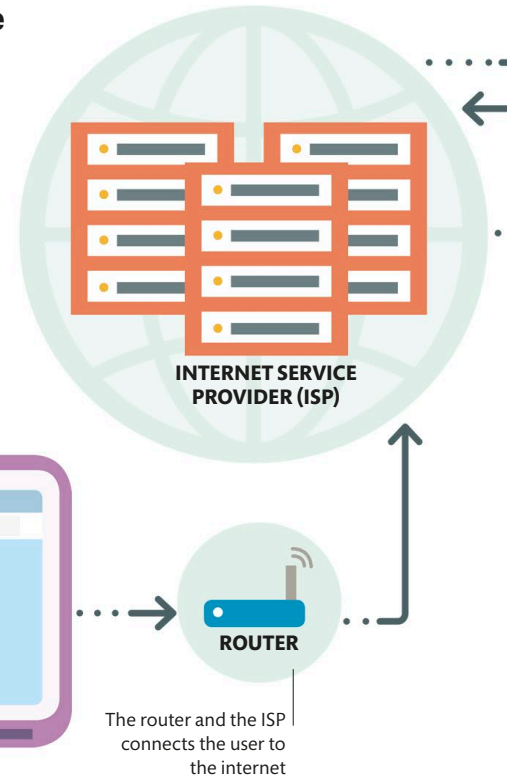 e
INTERNET SERVICE
PROVIDER (ISP)
ROUTER
The router and the ISP
connects the user to
the internet